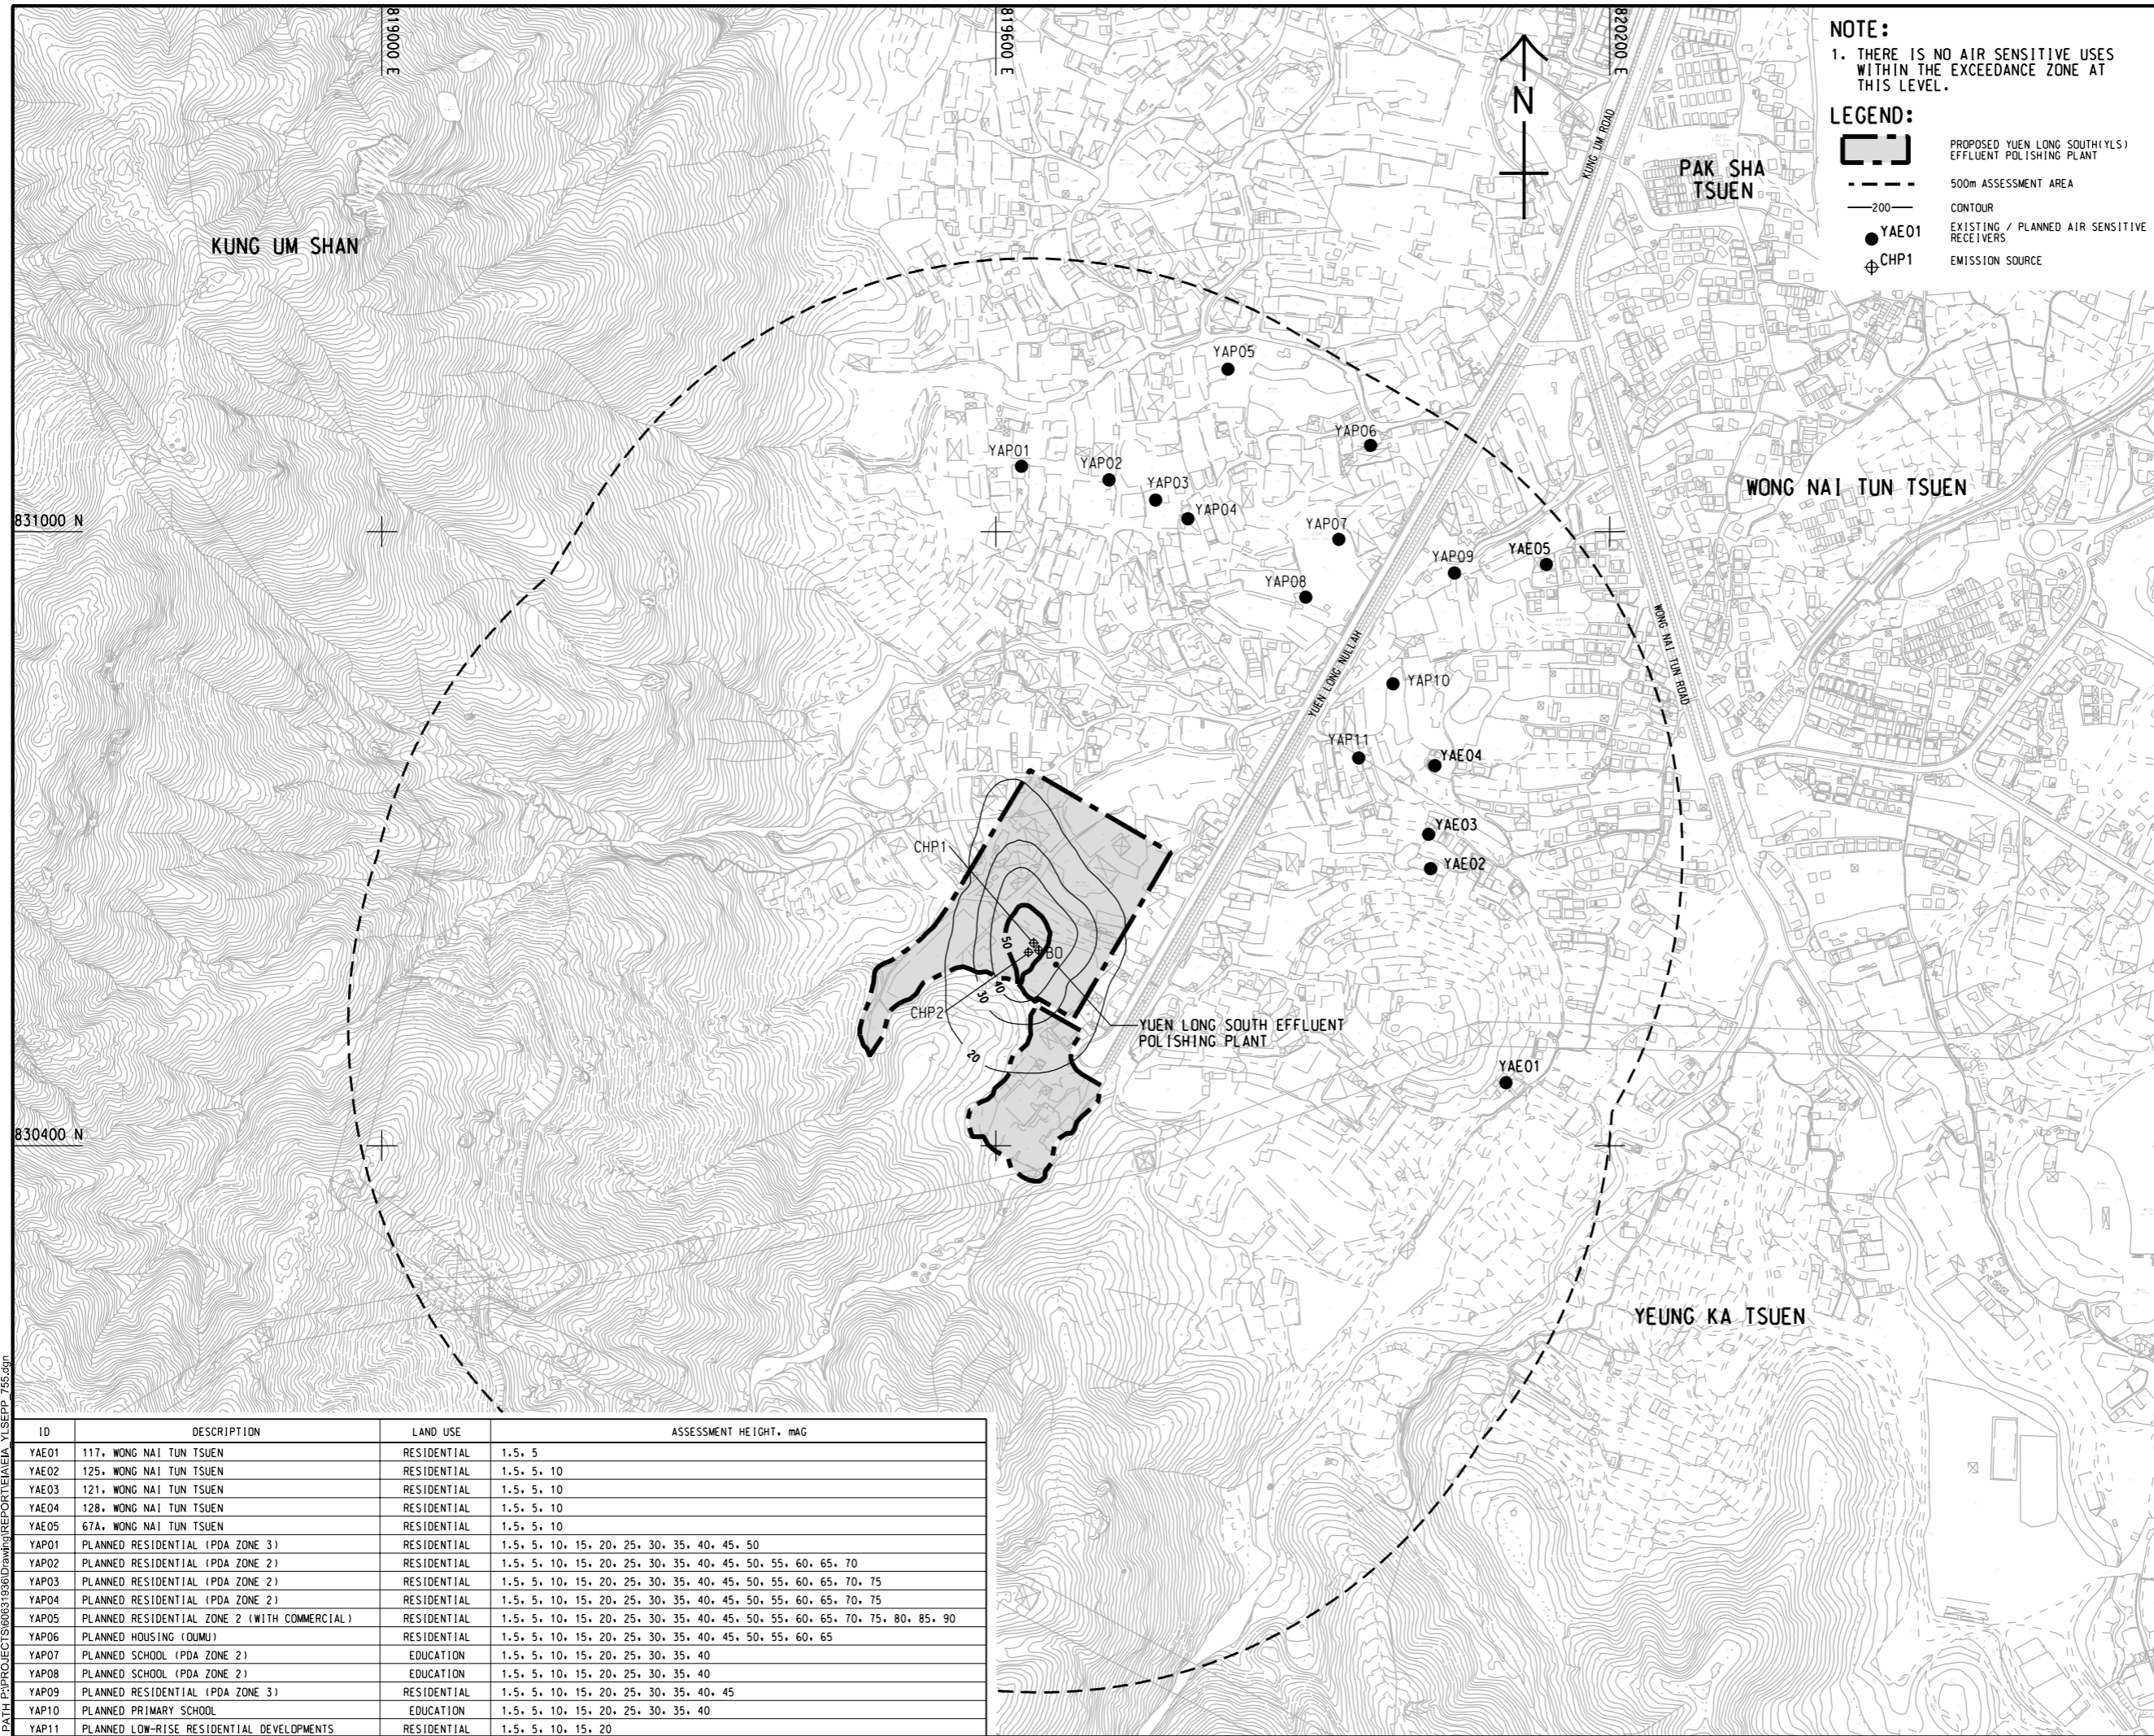 819000 E
819600 E
820200 E
NOTE:
1. THERE IS NO AIR SENSITIVE USES
WITHIN THE EXCEEDANCE ZONE AT
THIS LEVEL.
LEGEND:
PROPOSED YUEN LONG SOUTH(YLS)
EFFLUENT POLISHING PLANT
500m ASSESSMENT AREA
200
CONTOUR
YAE01
EXISTING / PLANNED AIR SENSITIVE
RECEIVERS
CHP1
EMISSION SOURCE
N
KUNG UM ROAD
PAK SHA
TSUEN
KUNG UM SHAN
YAP05
YAP06
YAP01
YAP02
YAP03
YAP04
WONG NAI TUN TSUEN
831000 N
YAP07
YAP09
YAE05
YAP08
WONG NAI TUN ROAD
YUEN LONG NULLAH
YAP10
YAP11
YAE04
YAE03
YAE02
CHP1
50
BO
40
30
CHP2
20
YUEN LONG SOUTH EFFLUENT
POLISHING PLANT
YAE01
830400 N
YEUNG KA TSUEN
ID DESCRIPTION LAND USE ASSESSMENT HEIGHT, mAG
YAE01 117, WONG NAI TUN TSUEN RESIDENTIAL 1.5, 5
YAE02 125, WONG NAI TUN TSUEN RESIDENTIAL 1.5, 5, 10
YAE03 121, WONG NAI TUN TSUEN RESIDENTIAL 1.5, 5, 10
YAE04 128, WONG NAI TUN TSUEN RESIDENTIAL 1.5, 5, 10
YAE05 67A, WONG NAI TUN TSUEN RESIDENTIAL 1.5, 5, 10
YAP01 PLANNED RESIDENTIAL (PDA ZONE 3) RESIDENTIAL 1.5, 5, 10, 15, 20, 25, 30, 35, 40, 45, 50
YAP02 PLANNED RESIDENTIAL (PDA ZONE 2) RESIDENTIAL 1.5, 5, 10, 15, 20, 25, 30, 35, 40, 45, 50, 55, 60, 65, 70
YAP03 PLANNED RESIDENTIAL (PDA ZONE 2) RESIDENTIAL 1.5, 5, 10, 15, 20, 25, 30, 35, 40, 45, 50, 55, 60, 65, 70, 75
YAP04 PLANNED RESIDENTIAL (PDA ZONE 2) RESIDENTIAL 1.5, 5, 10, 15, 20, 25, 30, 35, 40, 45, 50, 55, 60, 65, 70, 75
YAP05 PLANNED RESIDENTIAL ZONE 2 (WITH COMMERCIAL) RESIDENTIAL 1.5, 5, 10, 15, 20, 25, 30, 35, 40, 45, 50, 55, 60, 65, 70, 75, 80, 85, 90
YAP06 PLANNED HOUSING (OUMU) RESIDENTIAL 1.5, 5, 10, 15, 20, 25, 30, 35, 40, 45, 50, 55, 60, 65
YAP07 PLANNED SCHOOL (PDA ZONE 2) EDUCATION 1.5, 5, 10, 15, 20, 25, 30, 35, 40
YAP08 PLANNED SCHOOL (PDA ZONE 2) EDUCATION 1.5, 5, 10, 15, 20, 25, 30, 35, 40
YAP09 PLANNED RESIDENTIAL (PDA ZONE 3) RESIDENTIAL 1.5, 5, 10, 15, 20, 25, 30, 35, 40, 45
YAP10 PLANNED PRIMARY SCHOOL EDUCATION 1.5, 5, 10, 15, 20, 25, 30, 35, 40
YAP11 PLANNED LOW-RISE RESIDENTIAL DEVELOPMENTS RESIDENTIAL 1.5, 5, 10, 15, 20
PATH P:\PROJECTS\60631936\Drawing\REPORT\EIA\EIA_YLSEPP_755.dgn